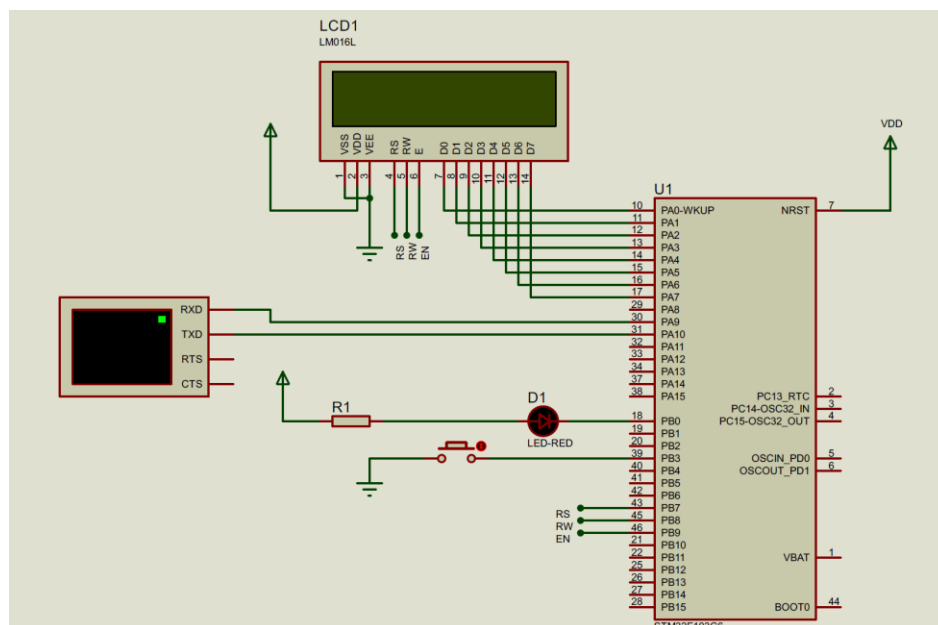 LCD1
LM016L
VSS
VDD
VEE
RS
RW
E
D0
D1
D2
D3
D4
D5
D6
D7
1
2
3
4
5
6
7
8
9
10
11
12
13
14
RS
RW
EN
VDD
U1
10 PA0-WKUP NRST 7
11 PA1
12 PA2
13 PA3
14 PA4
15 PA5
16 PA6
17 PA7
29 PA8
30 PA9
31 PA10
32 PA11
33 PA12
34 PA13
37 PA14
38 PA15
PC13_RTC 2
PC14-OSC32_IN 3
PC15-OSC32_OUT 4
18 PB0
19 PB1
20 PB2
39 PB3
40 PB4
41 PB5
42 PB6
43 PB7
45 PB8
46 PB9
21 PB10
22 PB11
25 PB12
26 PB13
27 PB14
28 PB15
OSCIN_PD0 5
OSCOUT_PD1 6
VBAT 1
BOOT0 44
RXD
TXD
RTS
CTS
R1
D1
LED-RED
RS
RW
EN